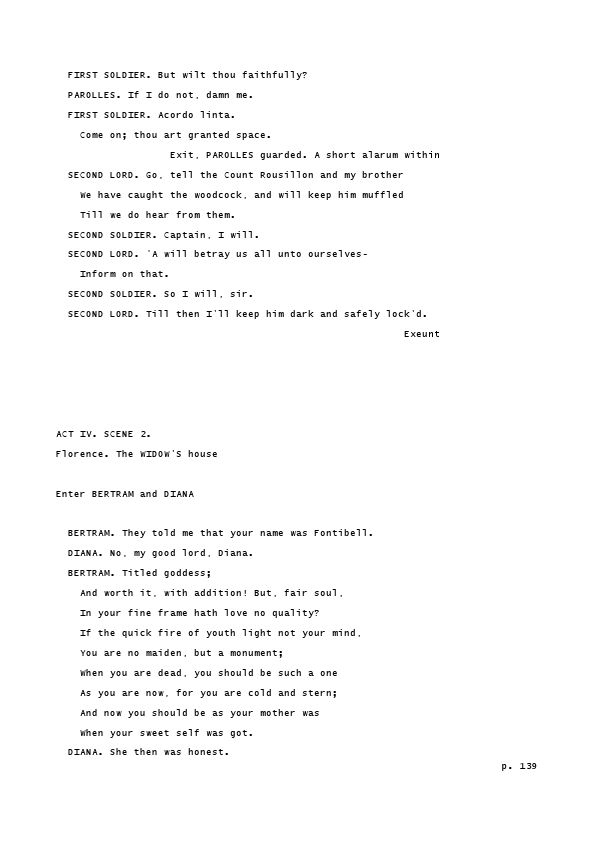 FIRST SOLDIER. But wilt thou faithfully?
PAROLLES. If I do not, damn me.
FIRST SOLDIER. Acordo linta.
Come on; thou art granted space.
Exit, PAROLLES guarded. A short alarum within
SECOND LORD. Go, tell the Count Rousillon and my brother
We have caught the woodcock, and will keep him muffled
Till we do hear from them.
SECOND SOLDIER. Captain, I will.
SECOND LORD. 'A will betray us all unto ourselves-
Inform on that.
SECOND SOLDIER. So I will, sir.
SECOND LORD. Till then I'll keep him dark and safely lock'd.
Exeunt
ACT IV. SCENE 2.
Florence. The WIDOW'S house
Enter BERTRAM and DIANA
BERTRAM. They told me that your name was Fontibell.
DIANA. No, my good lord, Diana.
BERTRAM. Titled goddess;
And worth it, with addition! But, fair soul,
In your fine frame hath love no quality?
If the quick fire of youth light not your mind,
You are no maiden, but a monument;
When you are dead, you should be such a one
As you are now, for you are cold and stern;
And now you should be as your mother was
When your sweet self was got.
DIANA. She then was honest.
p. 139